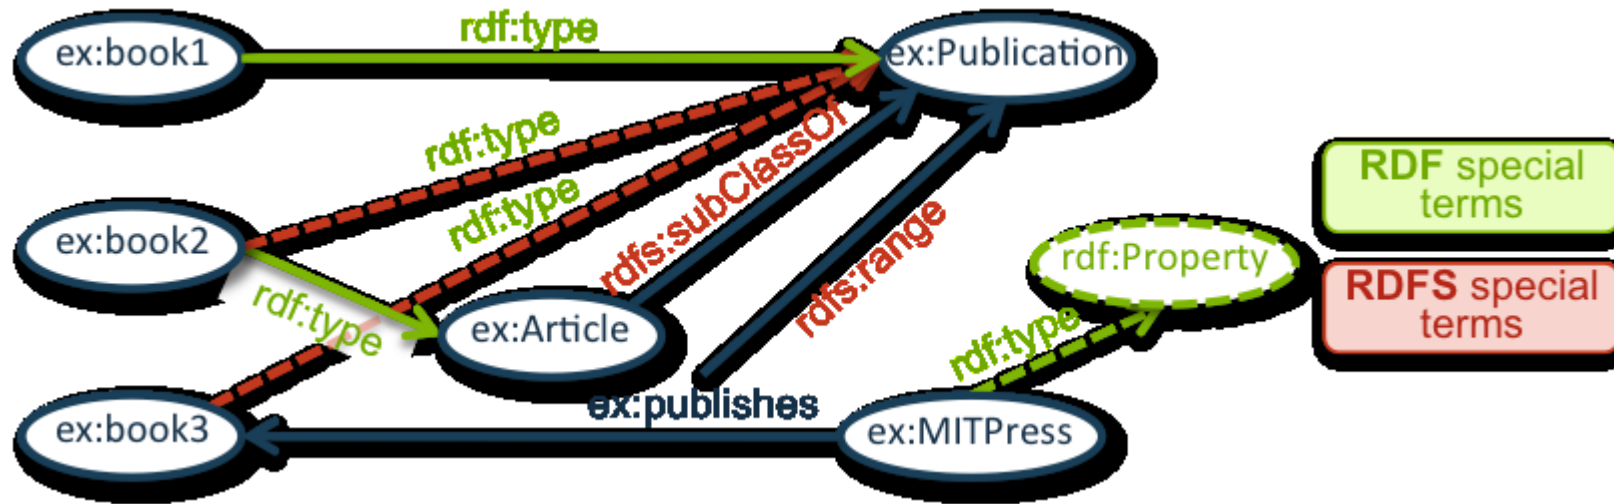 rdf:type
ex:book1
ex:Publication
rdf:type
rdf:type
rdfs:subClassOf
RDF special
terms
ex:book2
rdfs:range
rdf:Property
rdf:type
RDFS special
terms
ex:Article
rdf:type
ex:publishes
ex:book3
ex:MITPress